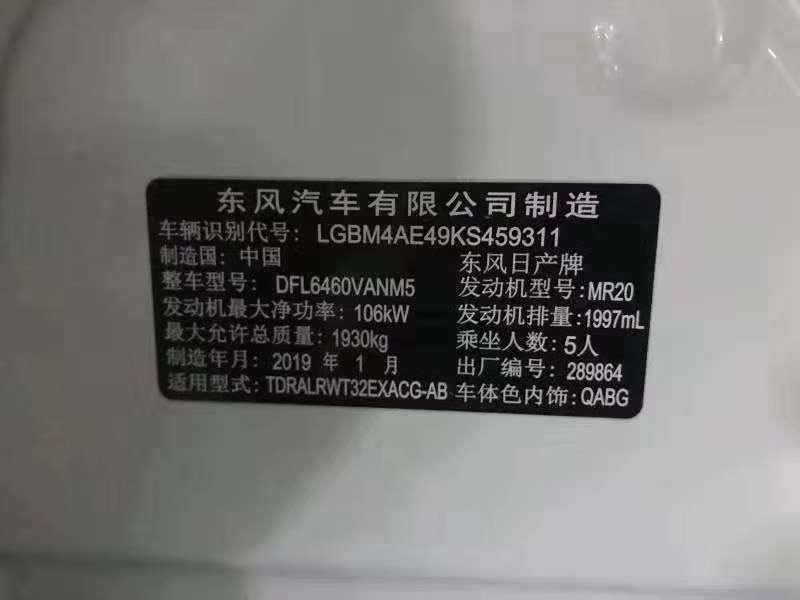 东风汽车有限公司制造
车辆识别代号: LGBM4AE49KS459311
制造国: 中国 东风日产牌
整车型号: DFL6460VANM5 发动机型号:MR20
发动机最大净功率: 106kW 发动机排量:1997mL
最大允许总质量: 1930kg 乘坐人数:5人
制造年月: 2019 年 1 月 出厂编号: 289864
适用型式: TDRALRWT32EXACG-AB 车体色内饰:QABG